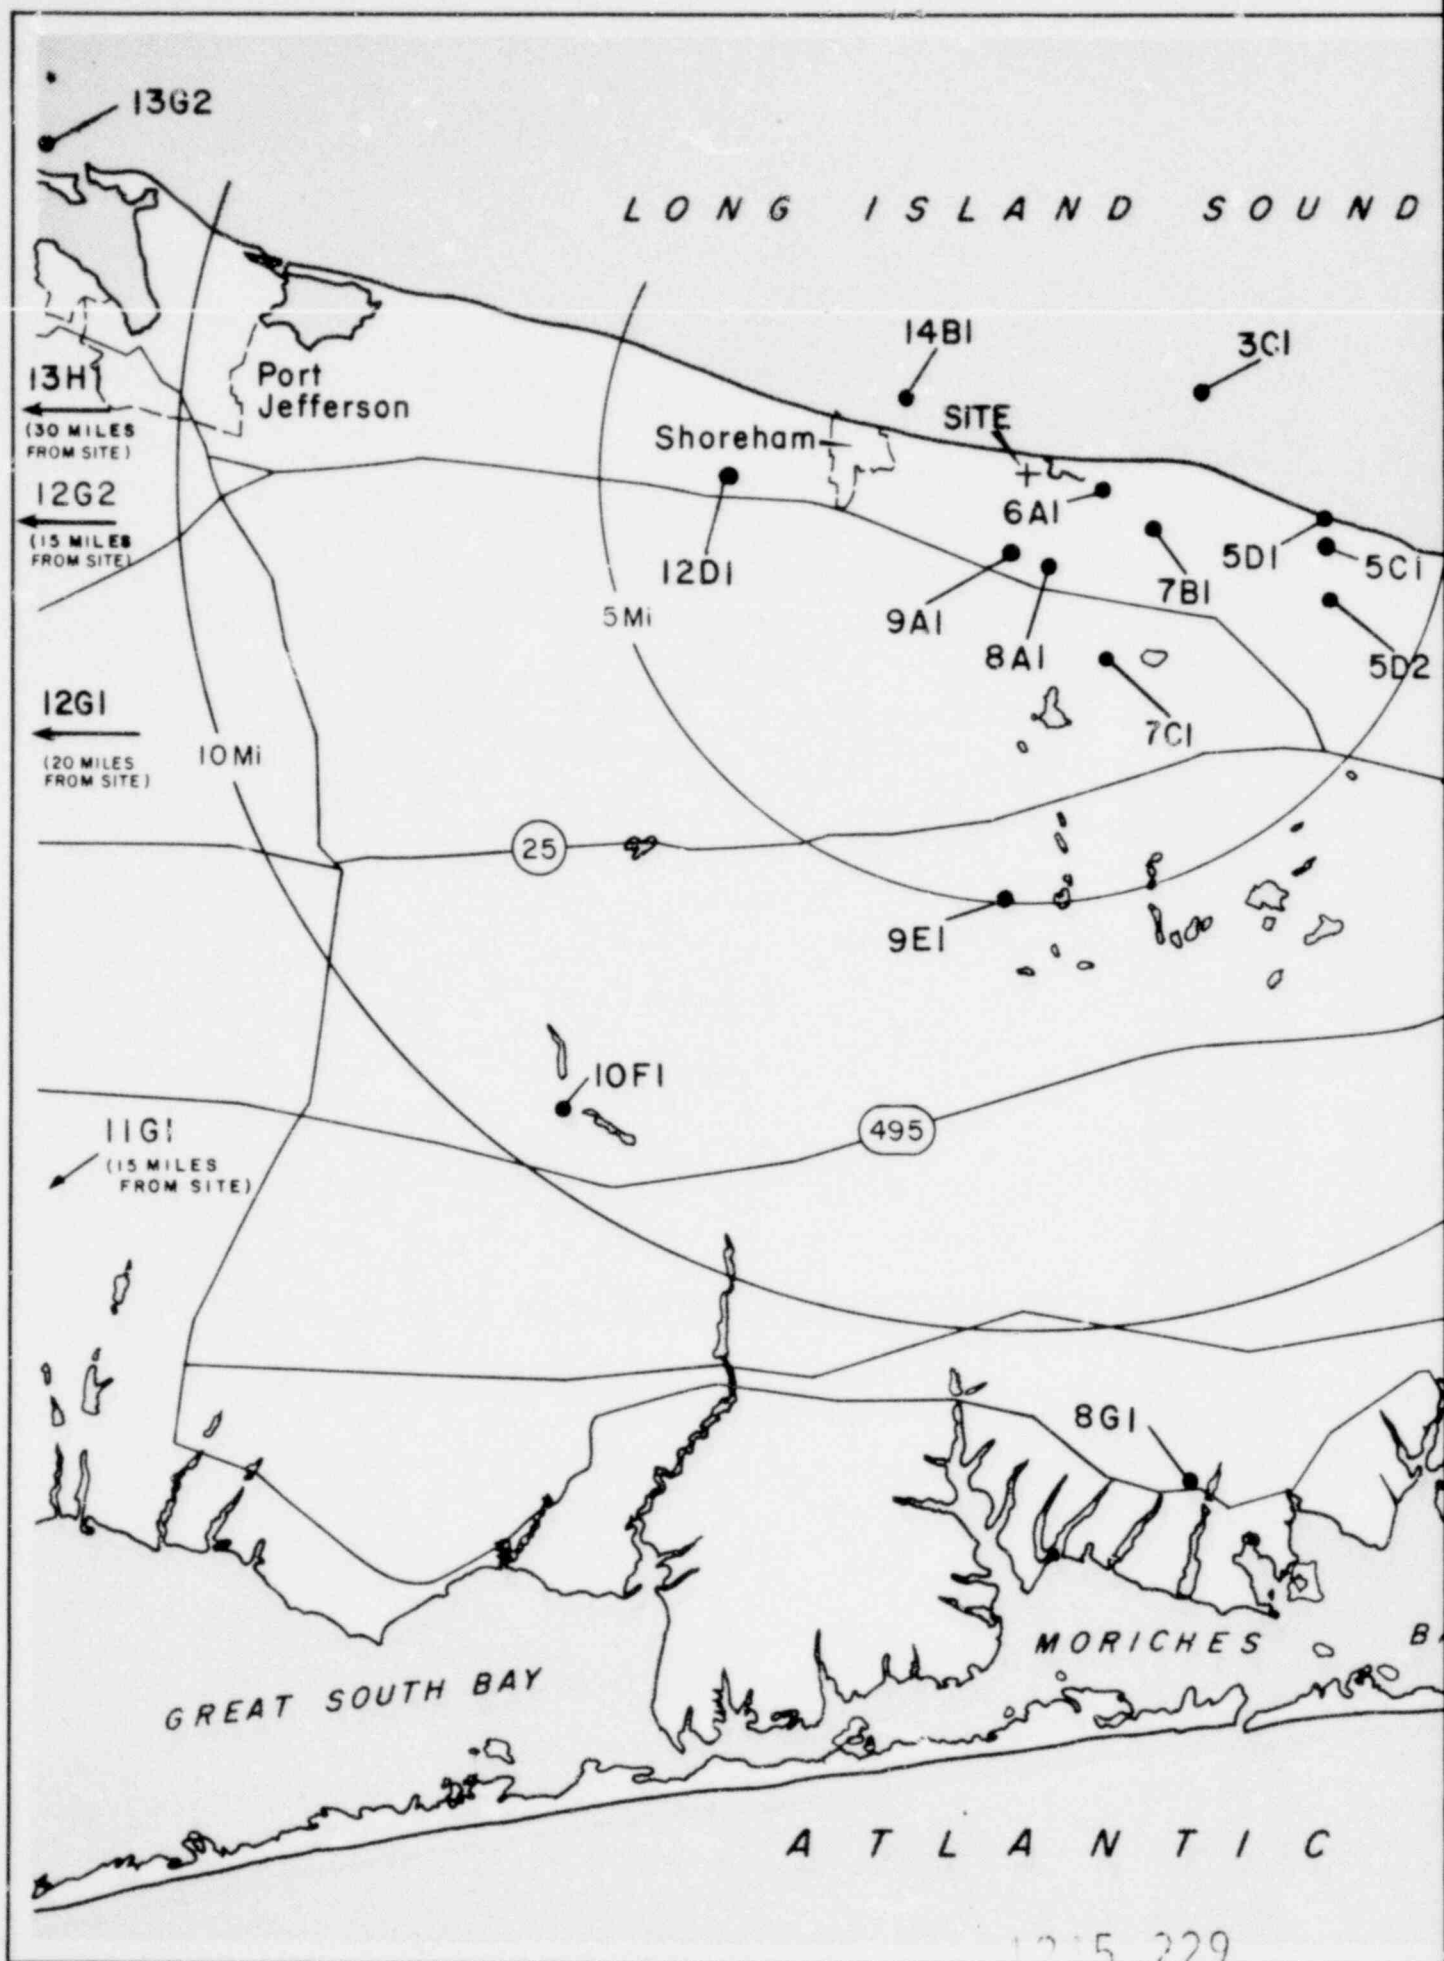 13G2
LONG ISLAND SOUND
14B1
3C1
13H1
(30 MILES
FROM SITE)
Port
Jefferson
SITE
Shoreham
12G2
(15 MILES
FROM SITE)
6A1
12D1
5D1
5C1
7B1
9A1
5Mi
8A1
5D2
12G1
7C1
(20 MILES
FROM SITE)
10Mi
25
9E1
10F1
495
11G1
(15 MILES
FROM SITE)
8G1
MORICHES
GREAT SOUTH BAY
ATLANTIC
229